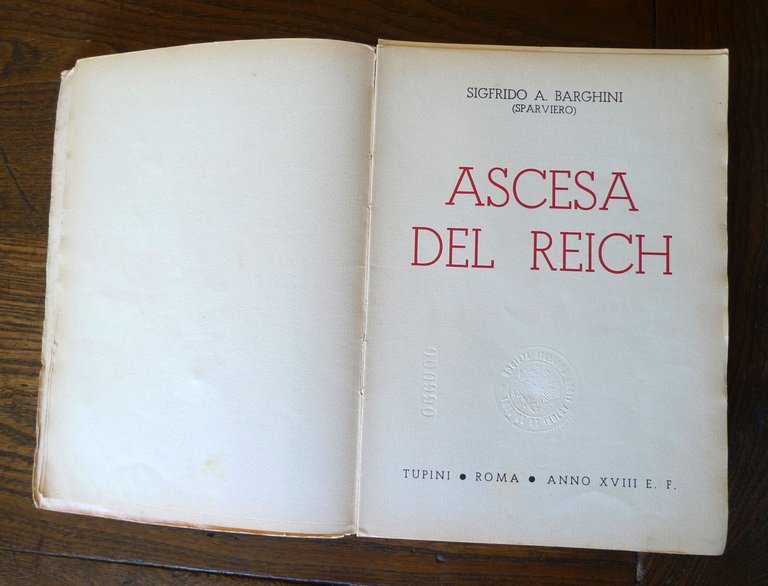 SIGFRIDO A. BARGHINI
(SPARVIERO)
ASCESA
DEL REICH
TUPINI • ROMA • ANNO XVIII E. F.